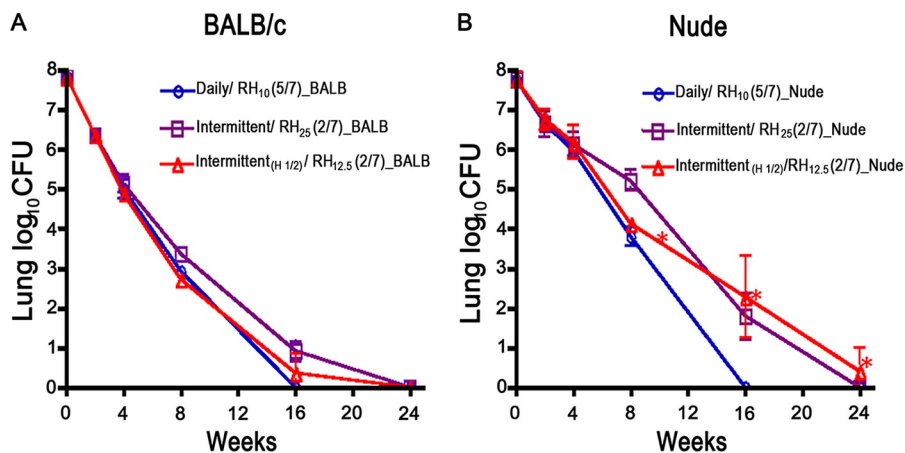 A
BALB/c
8
7
6
5
4
3
2
1
0
Lung log10CFU
Daily/ RH10(5/7)_BALB
Intermittent/ RH25(2/7)_BALB
Intermittent(H 1/2)/ RH12.5(2/7)_BALB
0 4 8 12 16 20 24
Weeks
B
Nude
8
7
6
5
4
3
2
1
0
Lung log10CFU
Daily/ RH10(5/7)_Nude
Intermittent/ RH25(2/7)_Nude
Intermittent(H 1/2)/RH12.5(2/7)_Nude
*
*
*
0 4 8 12 16 20 24
Weeks